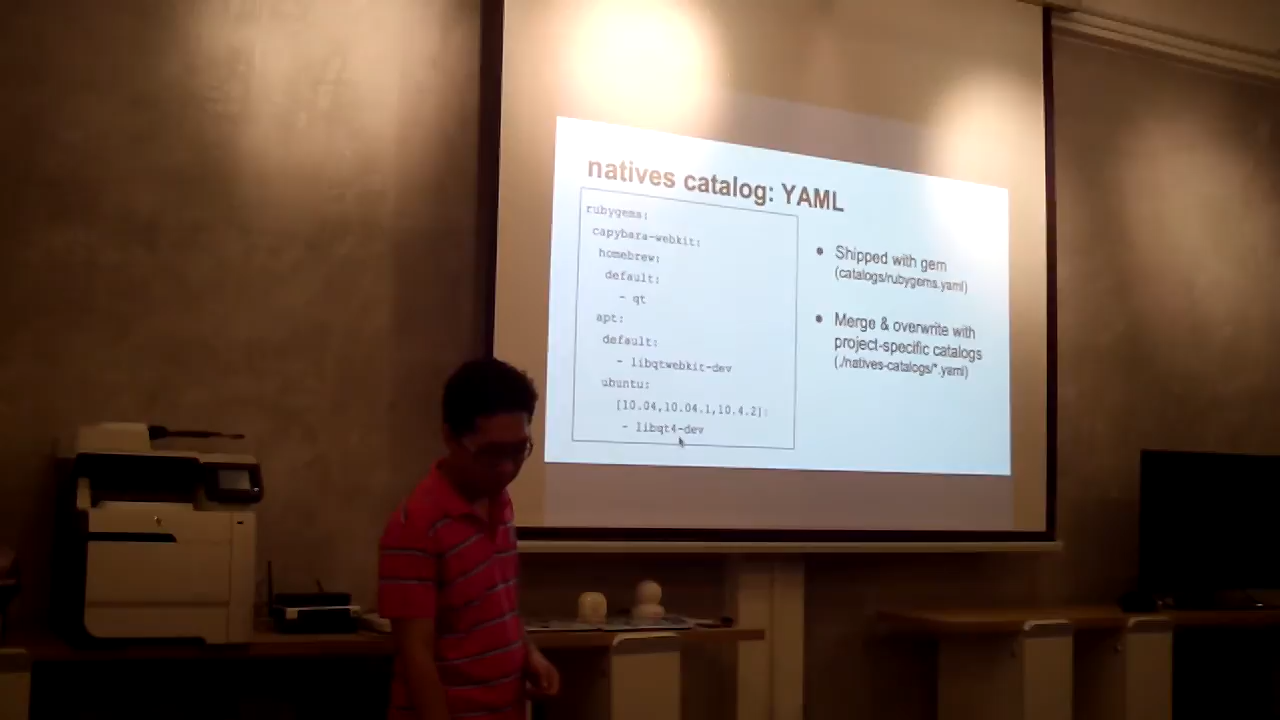 natives catalog: YAML
rubygems:
capybara-webkit:
homebrew:
default:
- qt
apt:
default:
- libqtwebkit-dev
ubuntu:
[10.04,10.04.1,10.4.2]:
- libqt4-dev
● Shipped with gem
(catalogs/rubygems.yaml)
● Merge & overwrite with
project-specific catalogs
(./natives-catalogs/*.yaml)